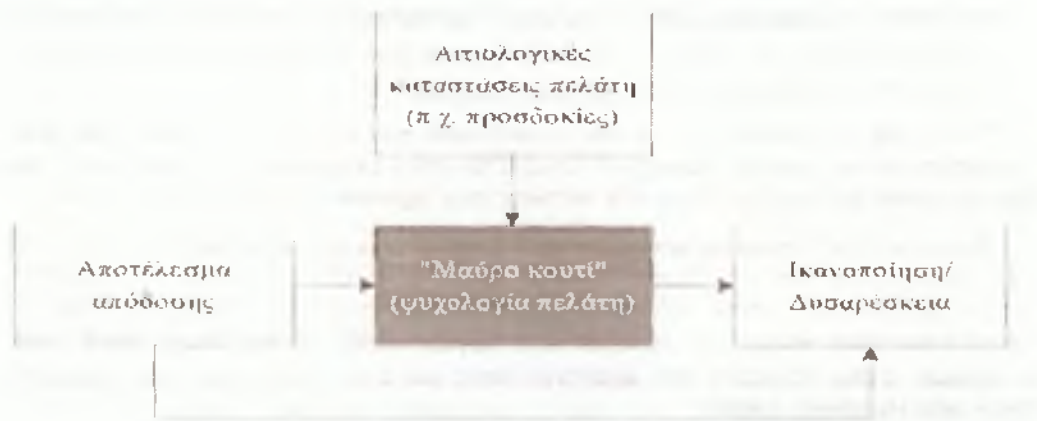 Αιτιολογικές
καταστάσεις πελάτη
(π.χ. προσδοκίες)
Αποτέλεσμα
απόδοσης
"Μαύρο κουτί"
(ψυχολογία πελάτη)
Ικανοποίηση/
Δυσαρέσκεια